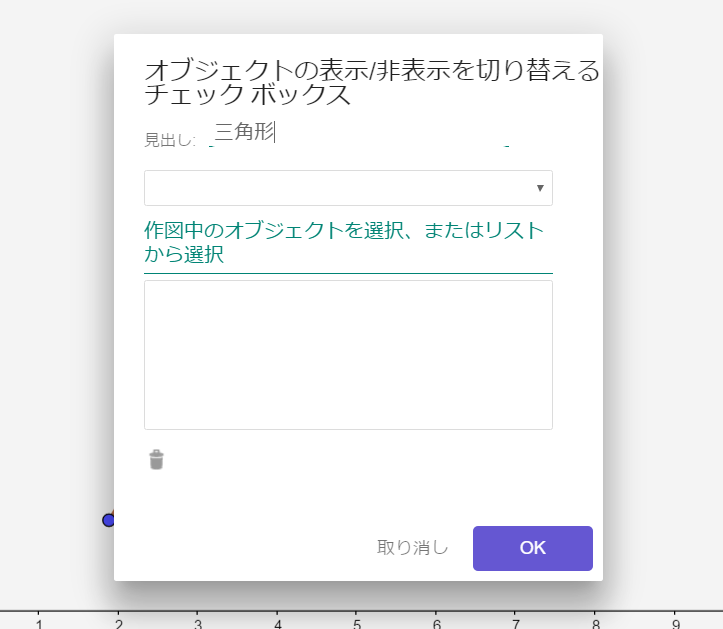 オブジェクトの表示/非表示を切り替える
チェック ボックス
見出し: 三角形
作図中のオブジェクトを選択、またはリスト
から選択
取り消し OK
1 2 3 4 5 6 7 8 9